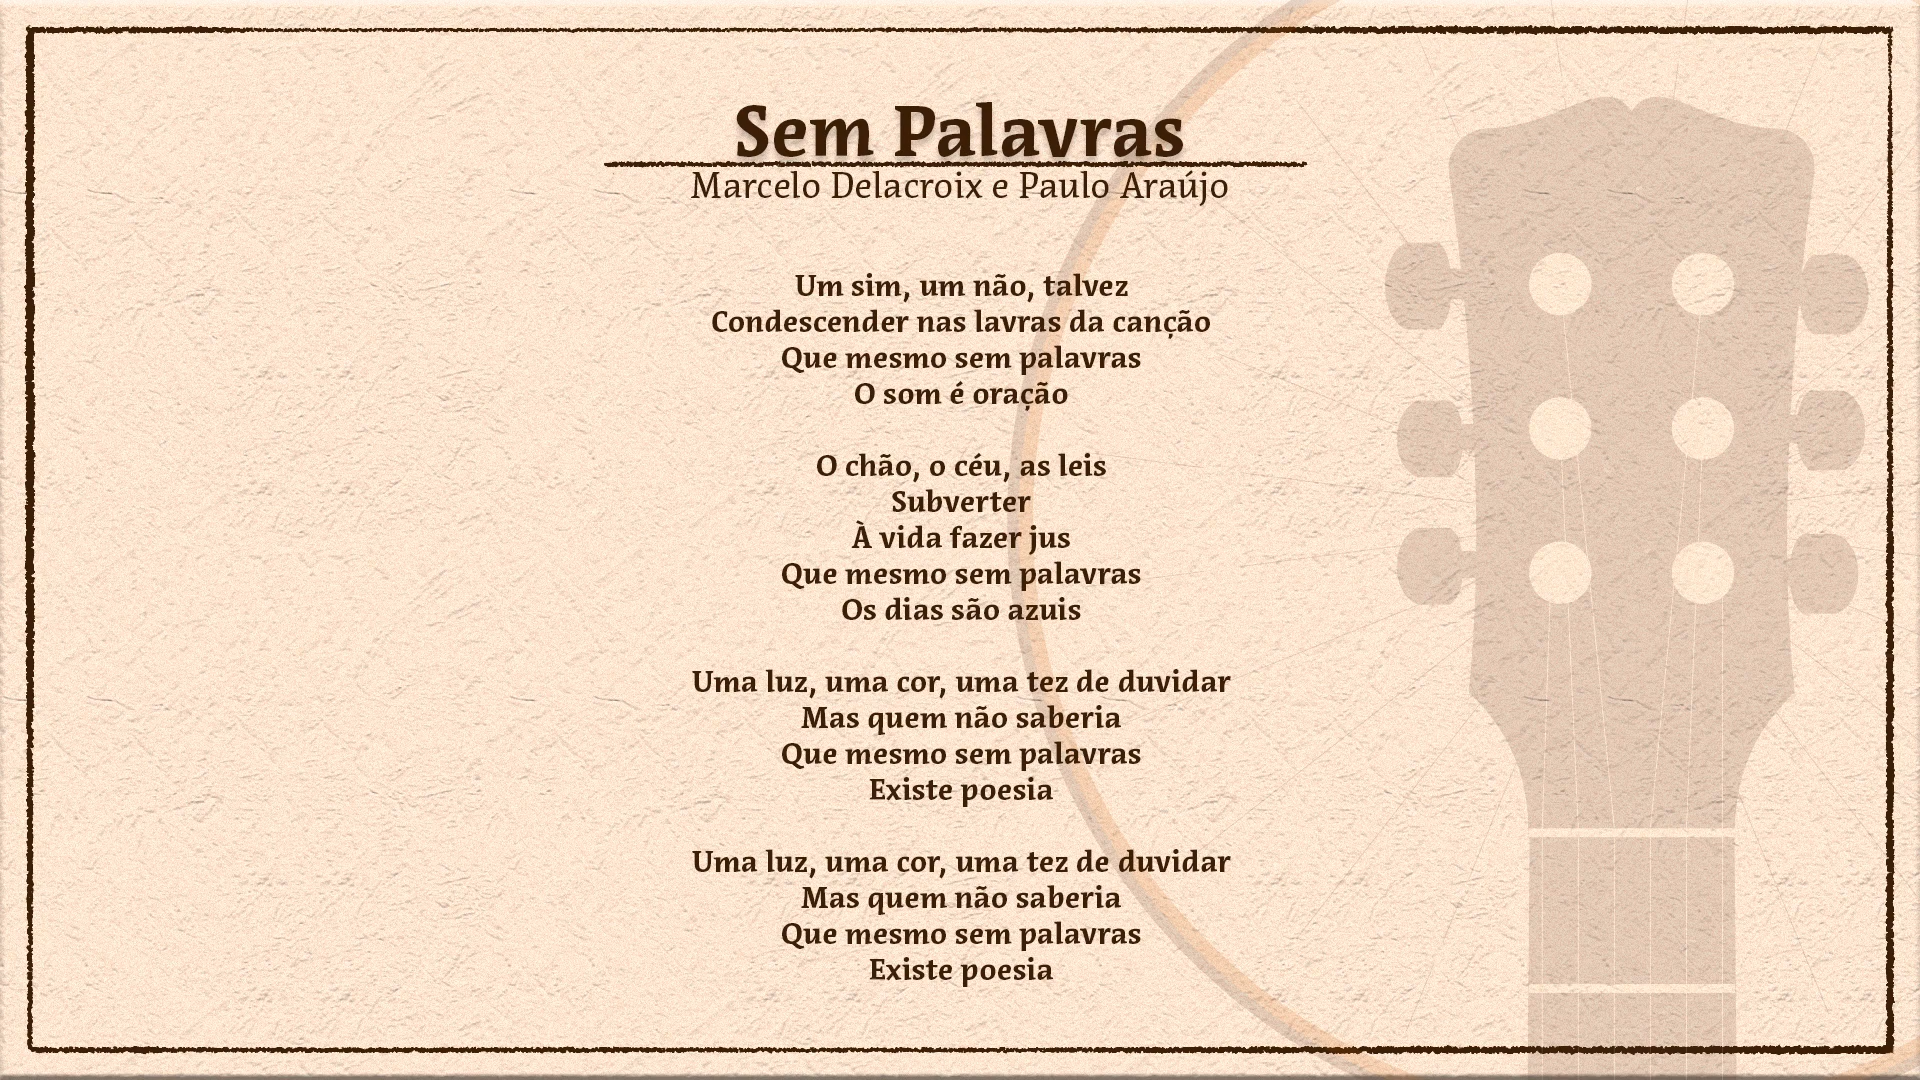 Sem Palavras
Marcelo Delacroix e Paulo Araújo
Um sim, um não, talvez
Condescender nas lavras da canção
Que mesmo sem palavras
O som é oração
O chão, o céu, as leis
Subverter
À vida fazer jus
Que mesmo sem palavras
Os dias são azuis
Uma luz, uma cor, uma tez de duvidar
Mas quem não saberia
Que mesmo sem palavras
Existe poesia
Uma luz, uma cor, uma tez de duvidar
Mas quem não saberia
Que mesmo sem palavras
Existe poesia